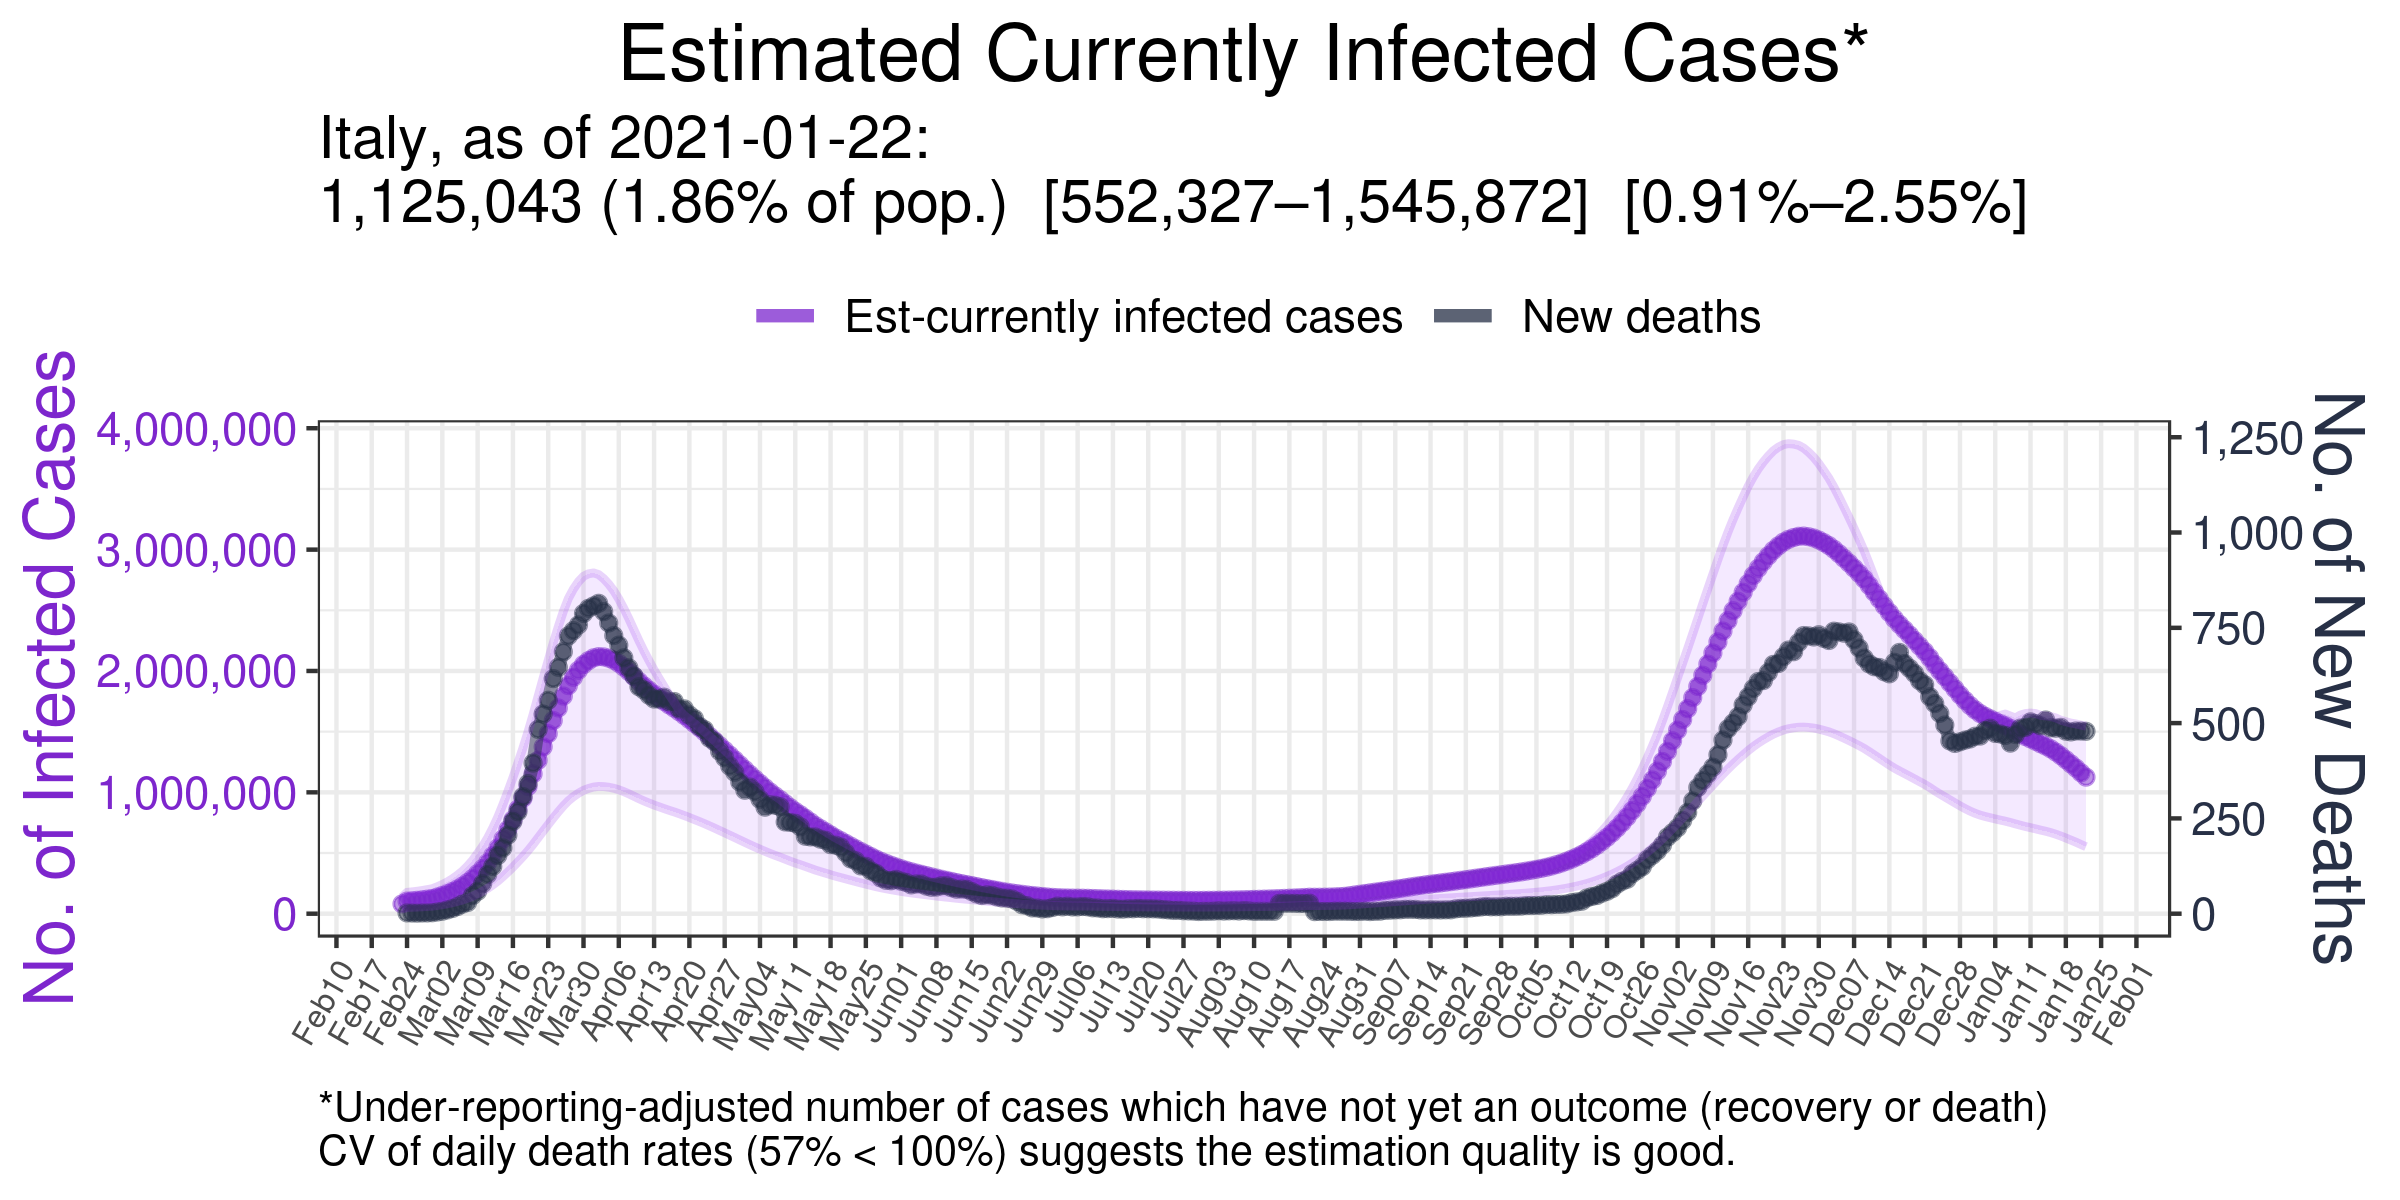 Estimated Currently Infected Cases*
Italy, as of 2021-01-22:
1,125,043 (1.86% of pop.) [552,327–1,545,872] [0.91%–2.55%]
Est-currently infected cases
New deaths
No. of Infected Cases
4,000,000
3,000,000
2,000,000
1,000,000
0
1,250
1,000
750
500
250
0
No. of New Deaths
Feb10
Feb17
Feb24
Mar02
Mar09
Mar16
Mar23
Mar30
Apr06
Apr13
Apr20
Apr27
May04
May11
May18
May25
Jun01
Jun08
Jun15
Jun22
Jun29
Jul06
Jul13
Jul20
Jul27
Aug03
Aug10
Aug17
Aug24
Aug31
Sep07
Sep14
Sep21
Sep28
Oct05
Oct12
Oct19
Oct26
Nov02
Nov09
Nov16
Nov23
Nov30
Dec07
Dec14
Dec21
Dec28
Jan04
Jan11
Jan18
Jan25
Feb01
*Under-reporting-adjusted number of cases which have not yet an outcome (recovery or death)
CV of daily death rates (57% < 100%) suggests the estimation quality is good.